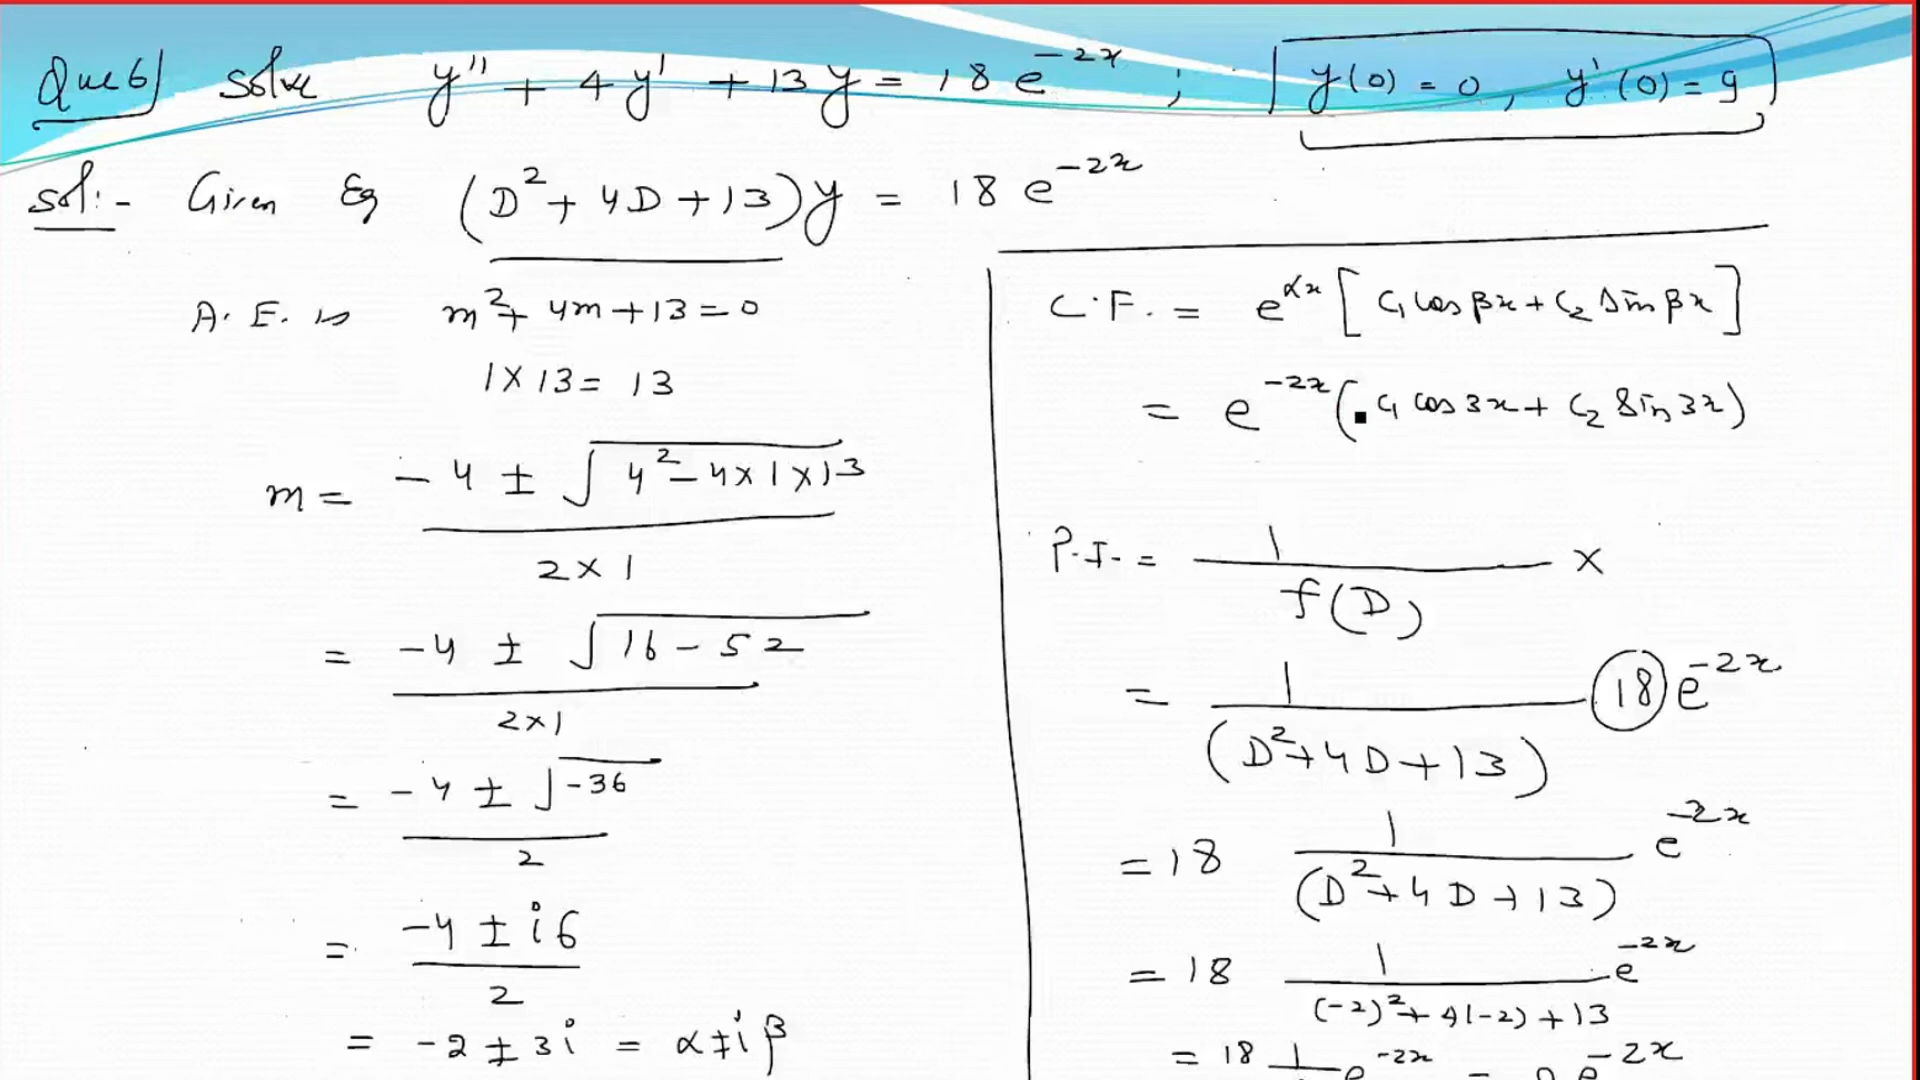 Que 6) Solve y'' + 4y' + 13y = 18 e^{-2x} ; y(0) = 0, y'(0) = 9
Sol:- Given Eq (D² + 4D + 13)y = 18 e^{-2x}
A.E. is m² + 4m + 13 = 0
1 × 13 = 13
m = (-4 ± √(4² - 4×1×13)) / (2 × 1)
= (-4 ± √(16 - 52)) / (2×1)
= (-4 ± √-36) / 2
= (-4 ± i6) / 2
= -2 ± 3i = α ± iβ
C.F. = e^{αx} [C₁ cos βx + C₂ sin βx]
= e^{-2x} (C₁ cos 3x + C₂ sin 3x)
P.I. = 1 / f(D) X
= 1 / (D² + 4D + 13) 18 e^{-2x}
= 18 1 / (D² + 4D + 13) e^{-2x}
= 18 1 / ((-2)² + 4(-2) + 13) e^{-2x}
= 18 1 e^{-2x} = e^{-2x}